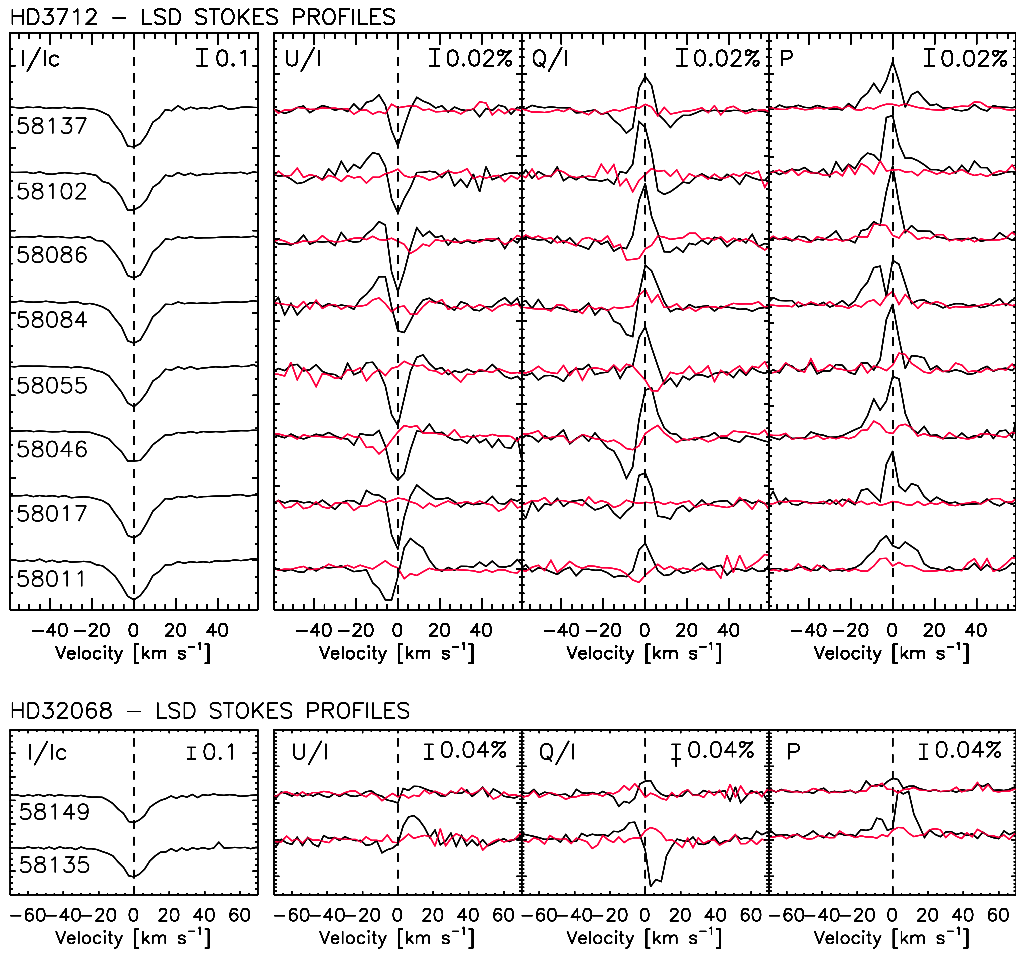 HD3712 – LSD STOKES PROFILES
I/Ic I 0.1 U/I I 0.02% Q/I I 0.02% P I 0.02%
58137
58102
58086
58084
58055
58046
58017
58011
−40 −20 0 20 40 −40 −20 0 20 40 −40 −20 0 20 40 −40 −20 0 20 40
Velocity [km s⁻¹] Velocity [km s⁻¹] Velocity [km s⁻¹] Velocity [km s⁻¹]
HD32068 – LSD STOKES PROFILES
I/Ic I 0.1 U/I I 0.04% Q/I I 0.04% P I 0.04%
58149
58135
−60 −40 −20 0 20 40 60 −60 −40 −20 0 20 40 60 −60 −40 −20 0 20 40 60 −60 −40 −20 0 20 40 60
Velocity [km s⁻¹] Velocity [km s⁻¹] Velocity [km s⁻¹] Velocity [km s⁻¹]